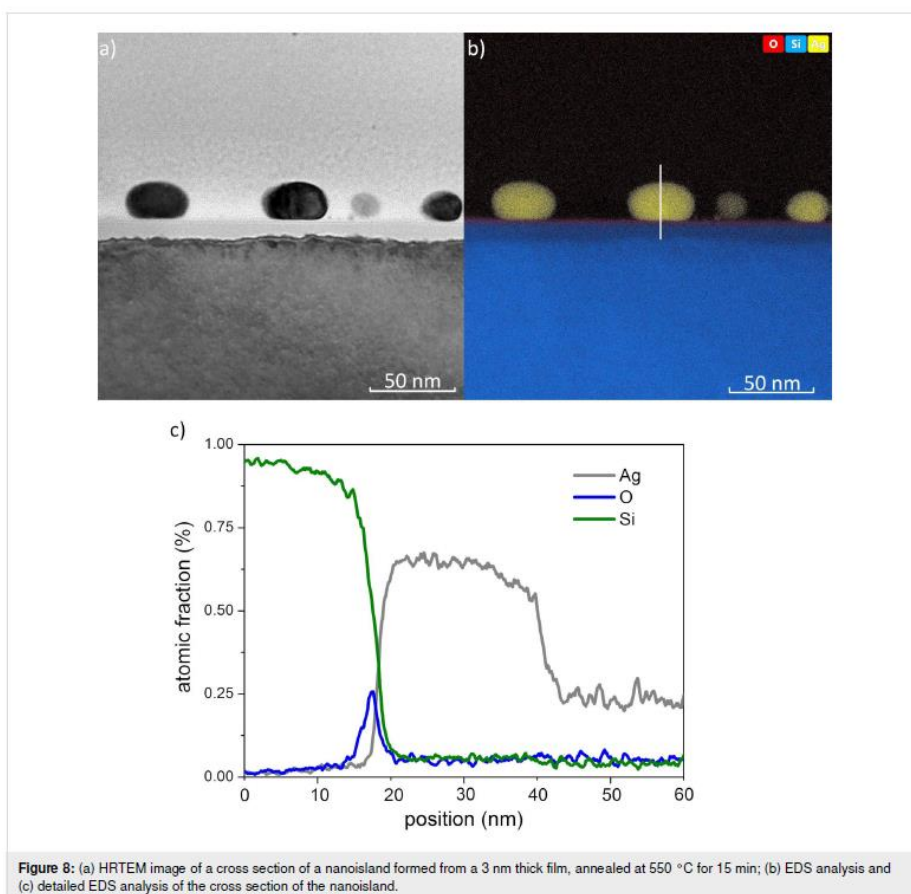 a)
b)
O Si Ag
50 nm
50 nm
c)
1.00
0.75
0.50
0.25
0.00
atomic fraction (%)
Ag
O
Si
0 10 20 30 40 50 60
position (nm)
Figure 8: (a) HRTEM image of a cross section of a nanoisland formed from a 3 nm thick film, annealed at 550 °C for 15 min; (b) EDS analysis and
(c) detailed EDS analysis of the cross section of the nanoisland.